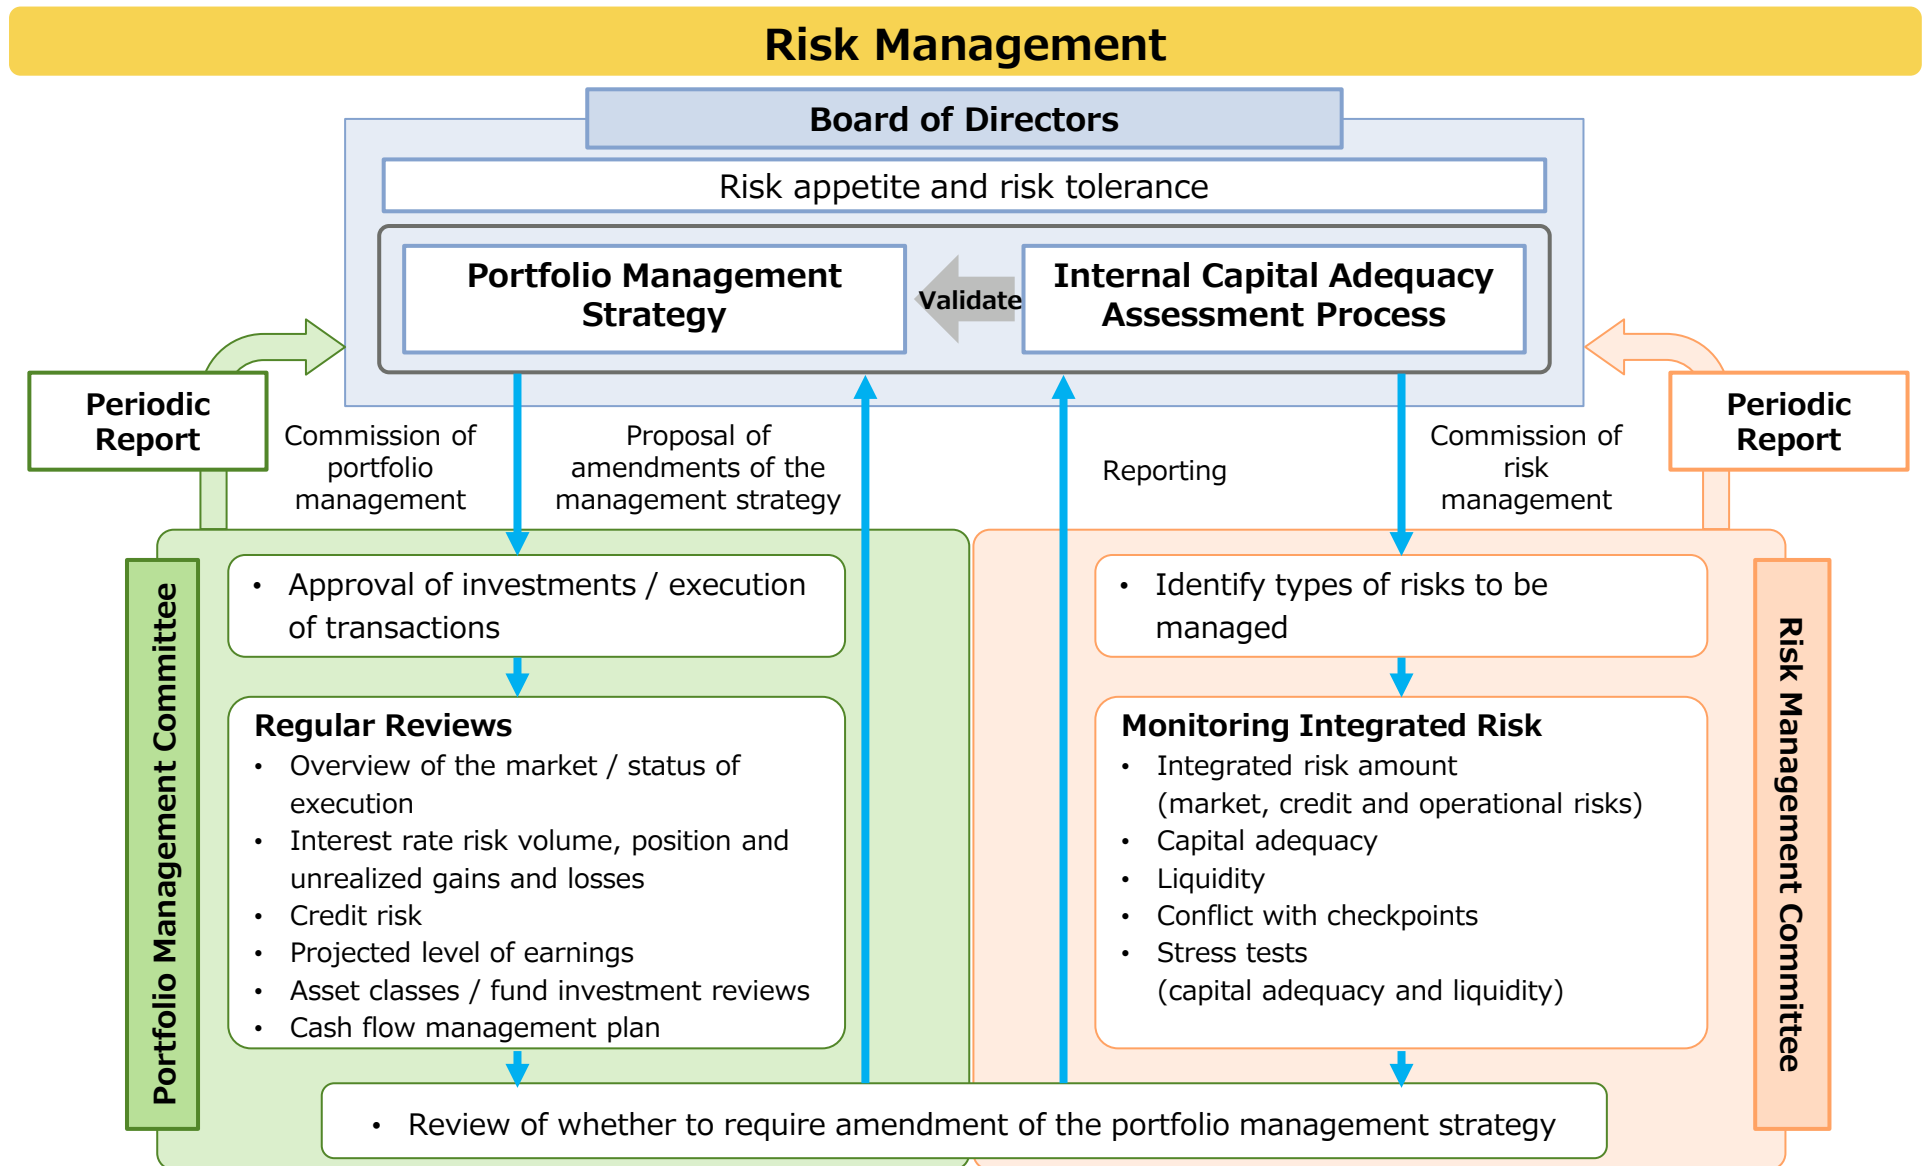 Risk Management
Board of Directors
Risk appetite and risk tolerance
Portfolio Management
Strategy
Validate
Internal Capital Adequacy
Assessment Process
Periodic
Report
Commission of
portfolio
management
Proposal of
amendments of the
management strategy
Reporting
Commission of
risk
management
Periodic
Report
Portfolio Management Committee
• Approval of investments / execution
of transactions
Regular Reviews
• Overview of the market / status of
execution
• Interest rate risk volume, position and
unrealized gains and losses
• Credit risk
• Projected level of earnings
• Asset classes / fund investment reviews
• Cash flow management plan
• Identify types of risks to be
managed
Monitoring Integrated Risk
• Integrated risk amount
(market, credit and operational risks)
• Capital adequacy
• Liquidity
• Conflict with checkpoints
• Stress tests
(capital adequacy and liquidity)
Risk Management Committee
• Review of whether to require amendment of the portfolio management strategy